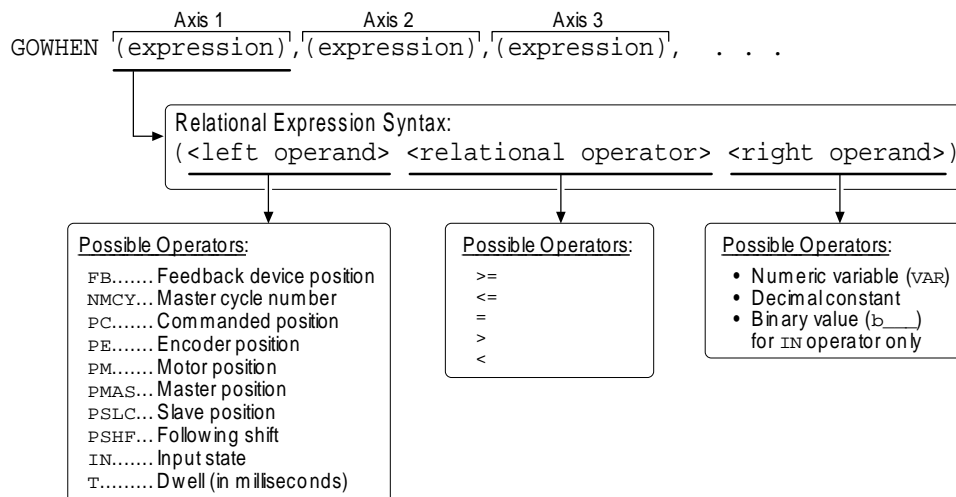 Axis 1 Axis 2 Axis 3
GOWHEN (expression),(expression),(expression), . . .
Relational Expression Syntax:
(<left operand> <relational operator> <right operand>)
Possible Operators:
FB....... Feedback device position
NMCY... Master cycle number
PC....... Commanded position
PE....... Encoder position
PM....... Motor position
PMAS... Master position
PSLC... Slave position
PSHF... Following shift
IN....... Input state
T......... Dwell (in milliseconds)
Possible Operators:
>=
<=
=
>
<
Possible Operators:
• Numeric variable (VAR)
• Decimal constant
• Binary value (b___)
for IN operator only